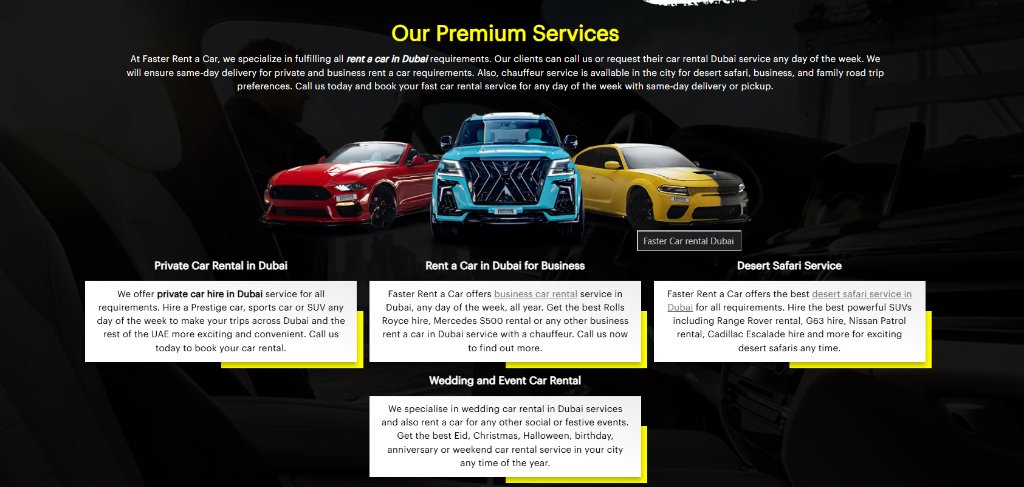 Our Premium Services
At Faster Rent a Car, we specialize in fulfilling all rent a car in Dubai requirements. Our clients can call us or request their car rental Dubai service any day of the week. We
will ensure same-day delivery for private and business rent a car requirements. Also, chauffeur service is available in the city for desert safari, business, and family road trip
preferences. Call us today and book your fast car rental service for any day of the week with same-day delivery or pickup.
Faster Car rental Dubai
Private Car Rental in Dubai
We offer private car hire in Dubai service for all
requirements. Hire a Prestige car, sports car or SUV any
day of the week to make your trips across Dubai and the
rest of the UAE more exciting and convenient. Call us
today to book your car rental.
Rent a Car in Dubai for Business
Faster Rent a Car offers business car rental service in
Dubai, any day of the week, all year. Get the best Rolls
Royce hire, Mercedes S500 rental or any other business
rent a car in Dubai service with a chauffeur. Call us now
to find out more.
Desert Safari Service
Faster Rent a Car offers the best desert safari service in
Dubai for all requirements. Hire the best powerful SUVs
including Range Rover rental, G63 hire, Nissan Patrol
rental, Cadillac Escalade hire and more for exciting
desert safaris any time.
Wedding and Event Car Rental
We specialise in wedding car rental in Dubai services
and also rent a car for any other social or festive events.
Get the best Eid, Christmas, Halloween, birthday,
anniversary or weekend car rental service in your city
any time of the year.